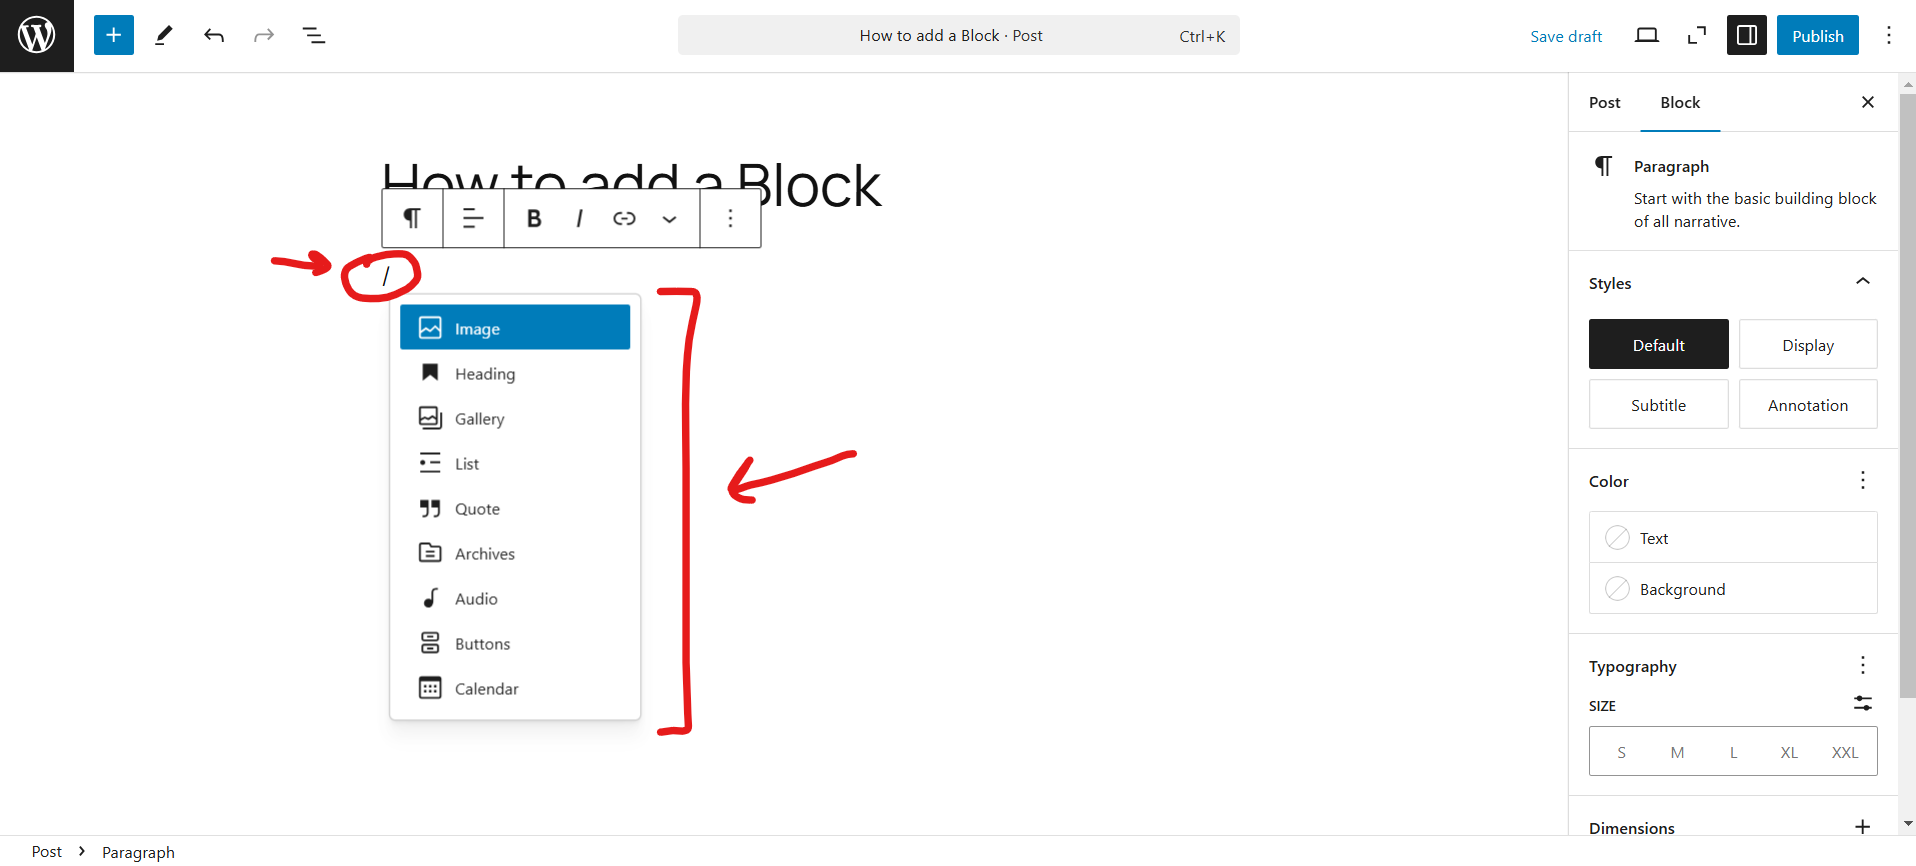 How to add a Block · Post Ctrl+K
Save draft
Publish
How to add a Block
B I
/
Image
Heading
Gallery
List
Quote
Archives
Audio
Buttons
Calendar
Post Block
Paragraph
Start with the basic building block
of all narrative.
Styles
Default Display
Subtitle Annotation
Color
Text
Background
Typography
SIZE
S M L XL XXL
Dimensions
Post Paragraph